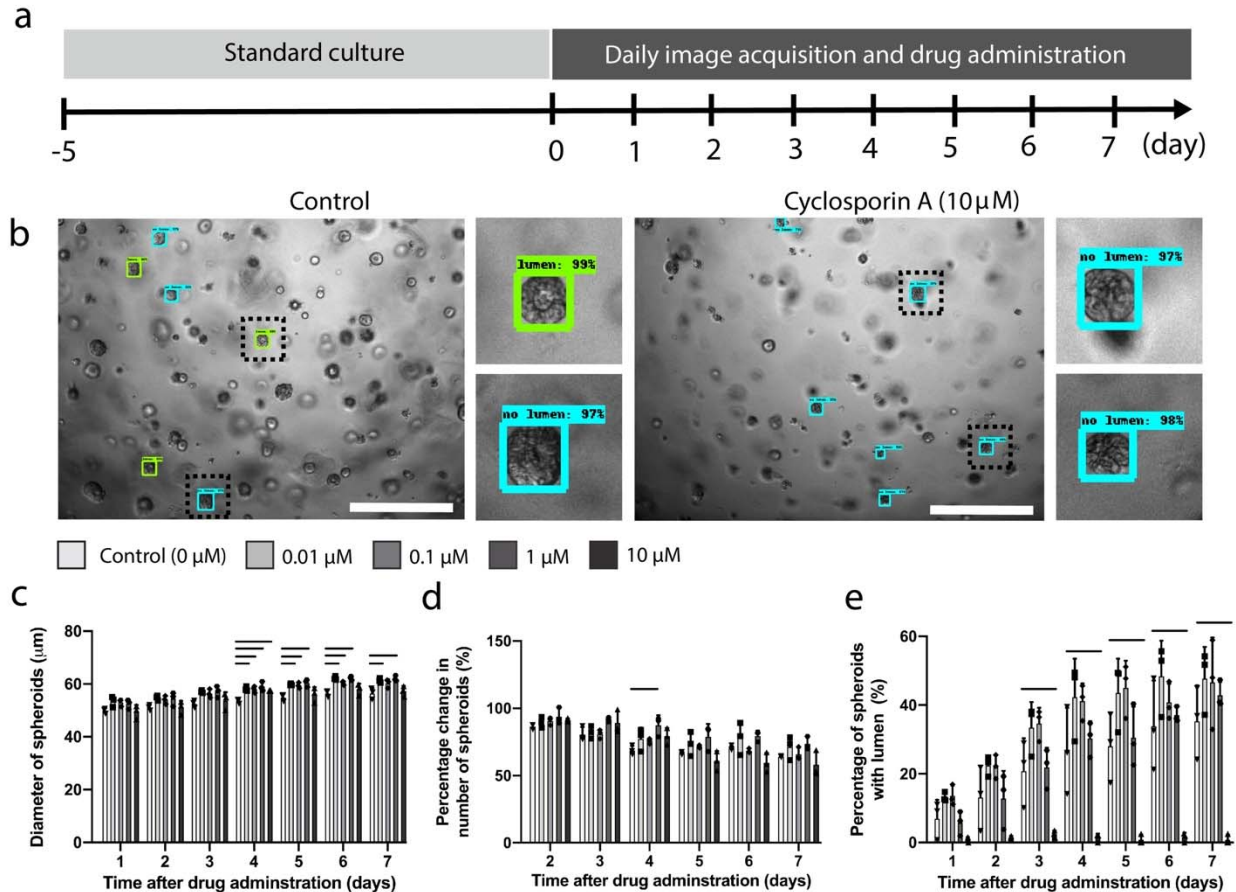 a
Standard culture
Daily image acquisition and drug administration
-5 0 1 2 3 4 5 6 7 (day)
b
Control
Cyclosporin A (10 µM)
lumen: 99%
no lumen: 97%
no lumen: 97%
no lumen: 98%
Control (0 µM) 0.01 µM 0.1 µM 1 µM 10 µM
c
Diameter of spheroids (µm)
80
60
40
20
0
1 2 3 4 5 6 7
Time after drug adminstration (days)
d
Percentage change in
number of spheroids (%)
150
100
50
0
2 3 4 5 6 7
Time after drug adminstration (days)
e
Percentage of spheroids
with lumen (%)
60
40
20
0
1 2 3 4 5 6 7
Time after drug adminstration (days)